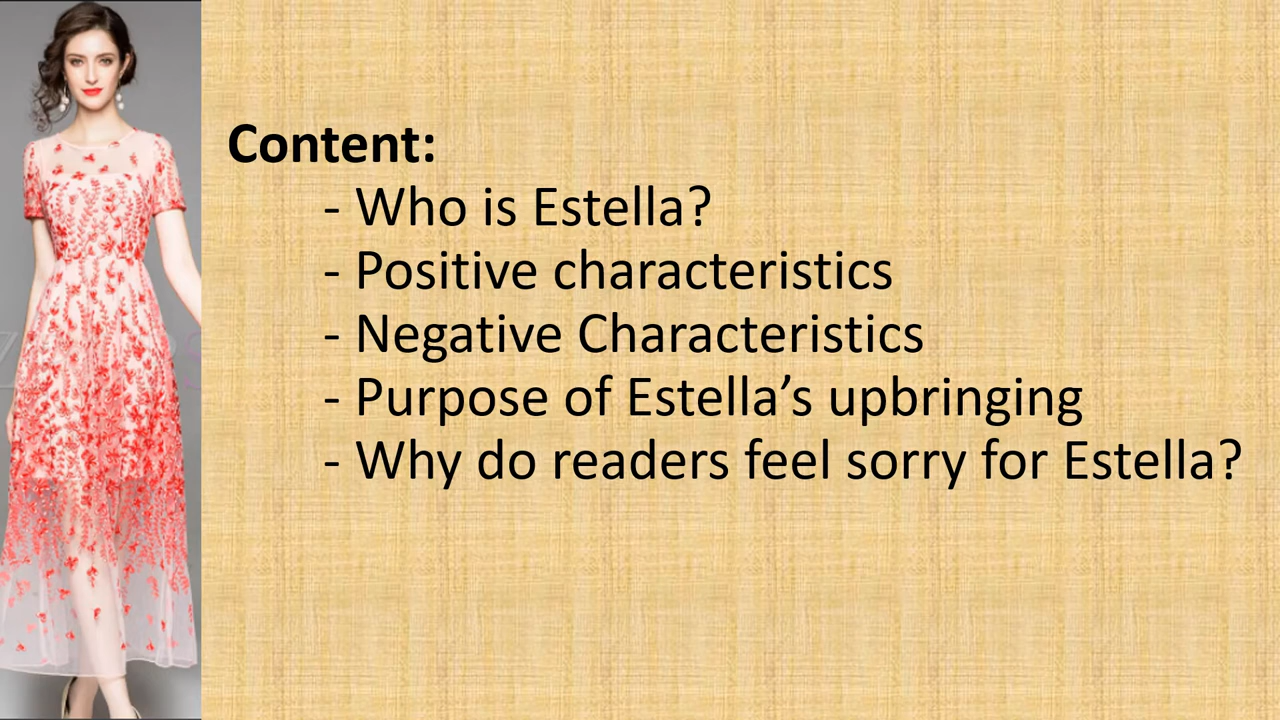 Content:
- Who is Estella?
- Positive characteristics
- Negative Characteristics
- Purpose of Estella’s upbringing
- Why do readers feel sorry for Estella?